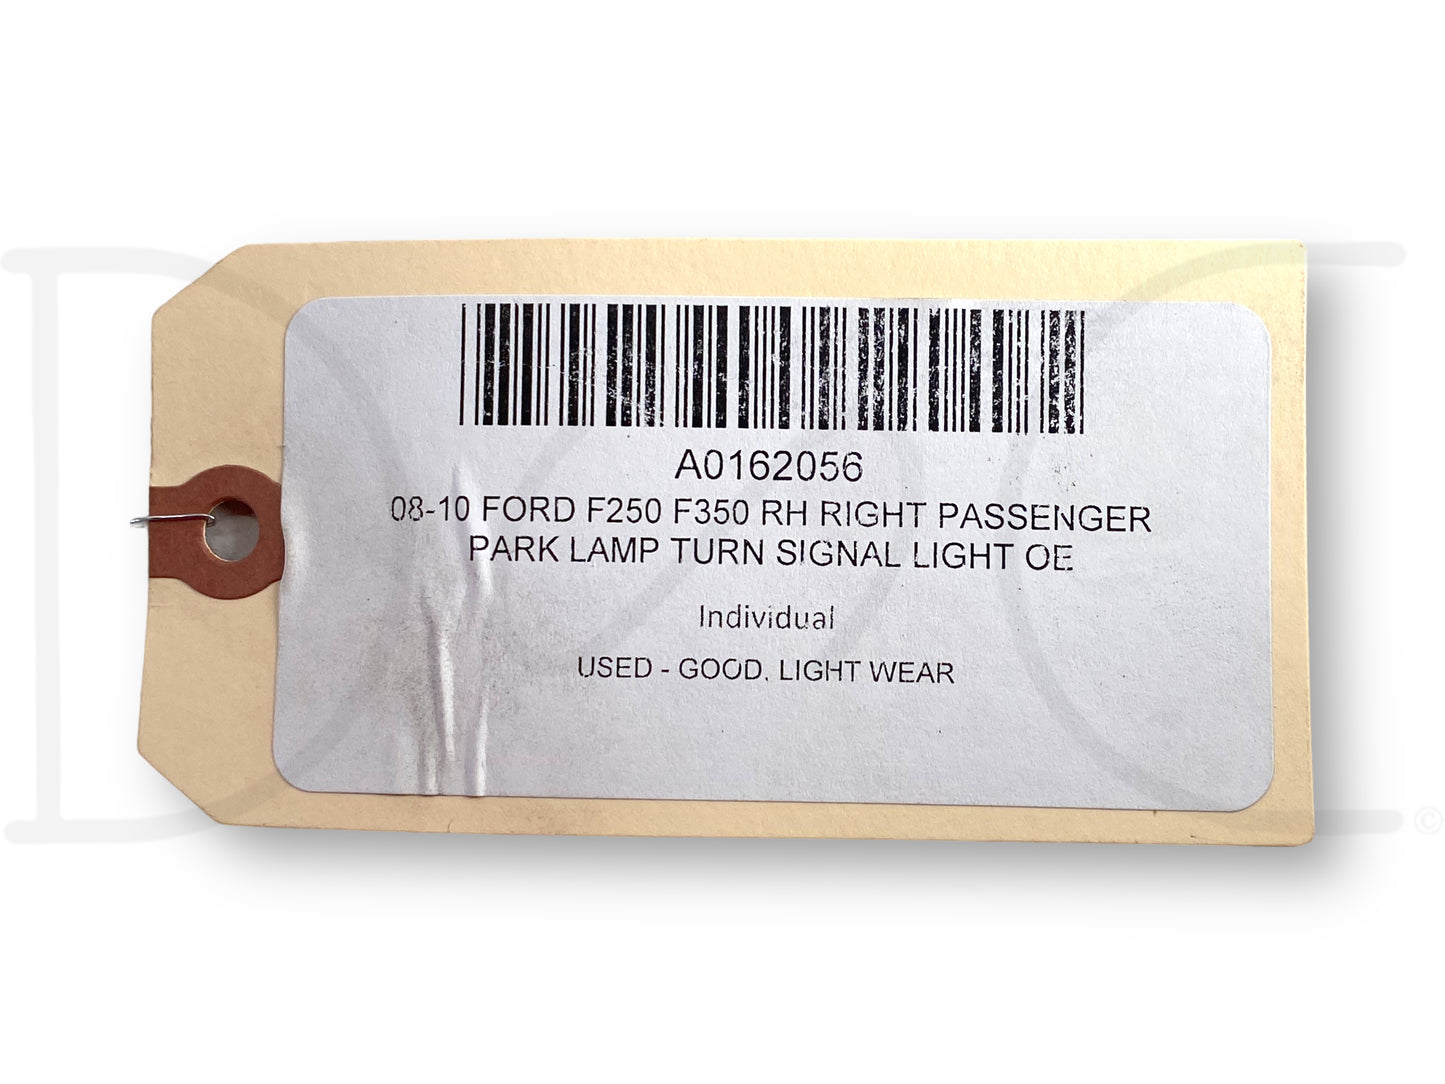 A0162056
08-10 FORD F250 F350 RH RIGHT PASSENGER
PARK LAMP TURN SIGNAL LIGHT OE
Individual
USED - GOOD, LIGHT WEAR
DC©